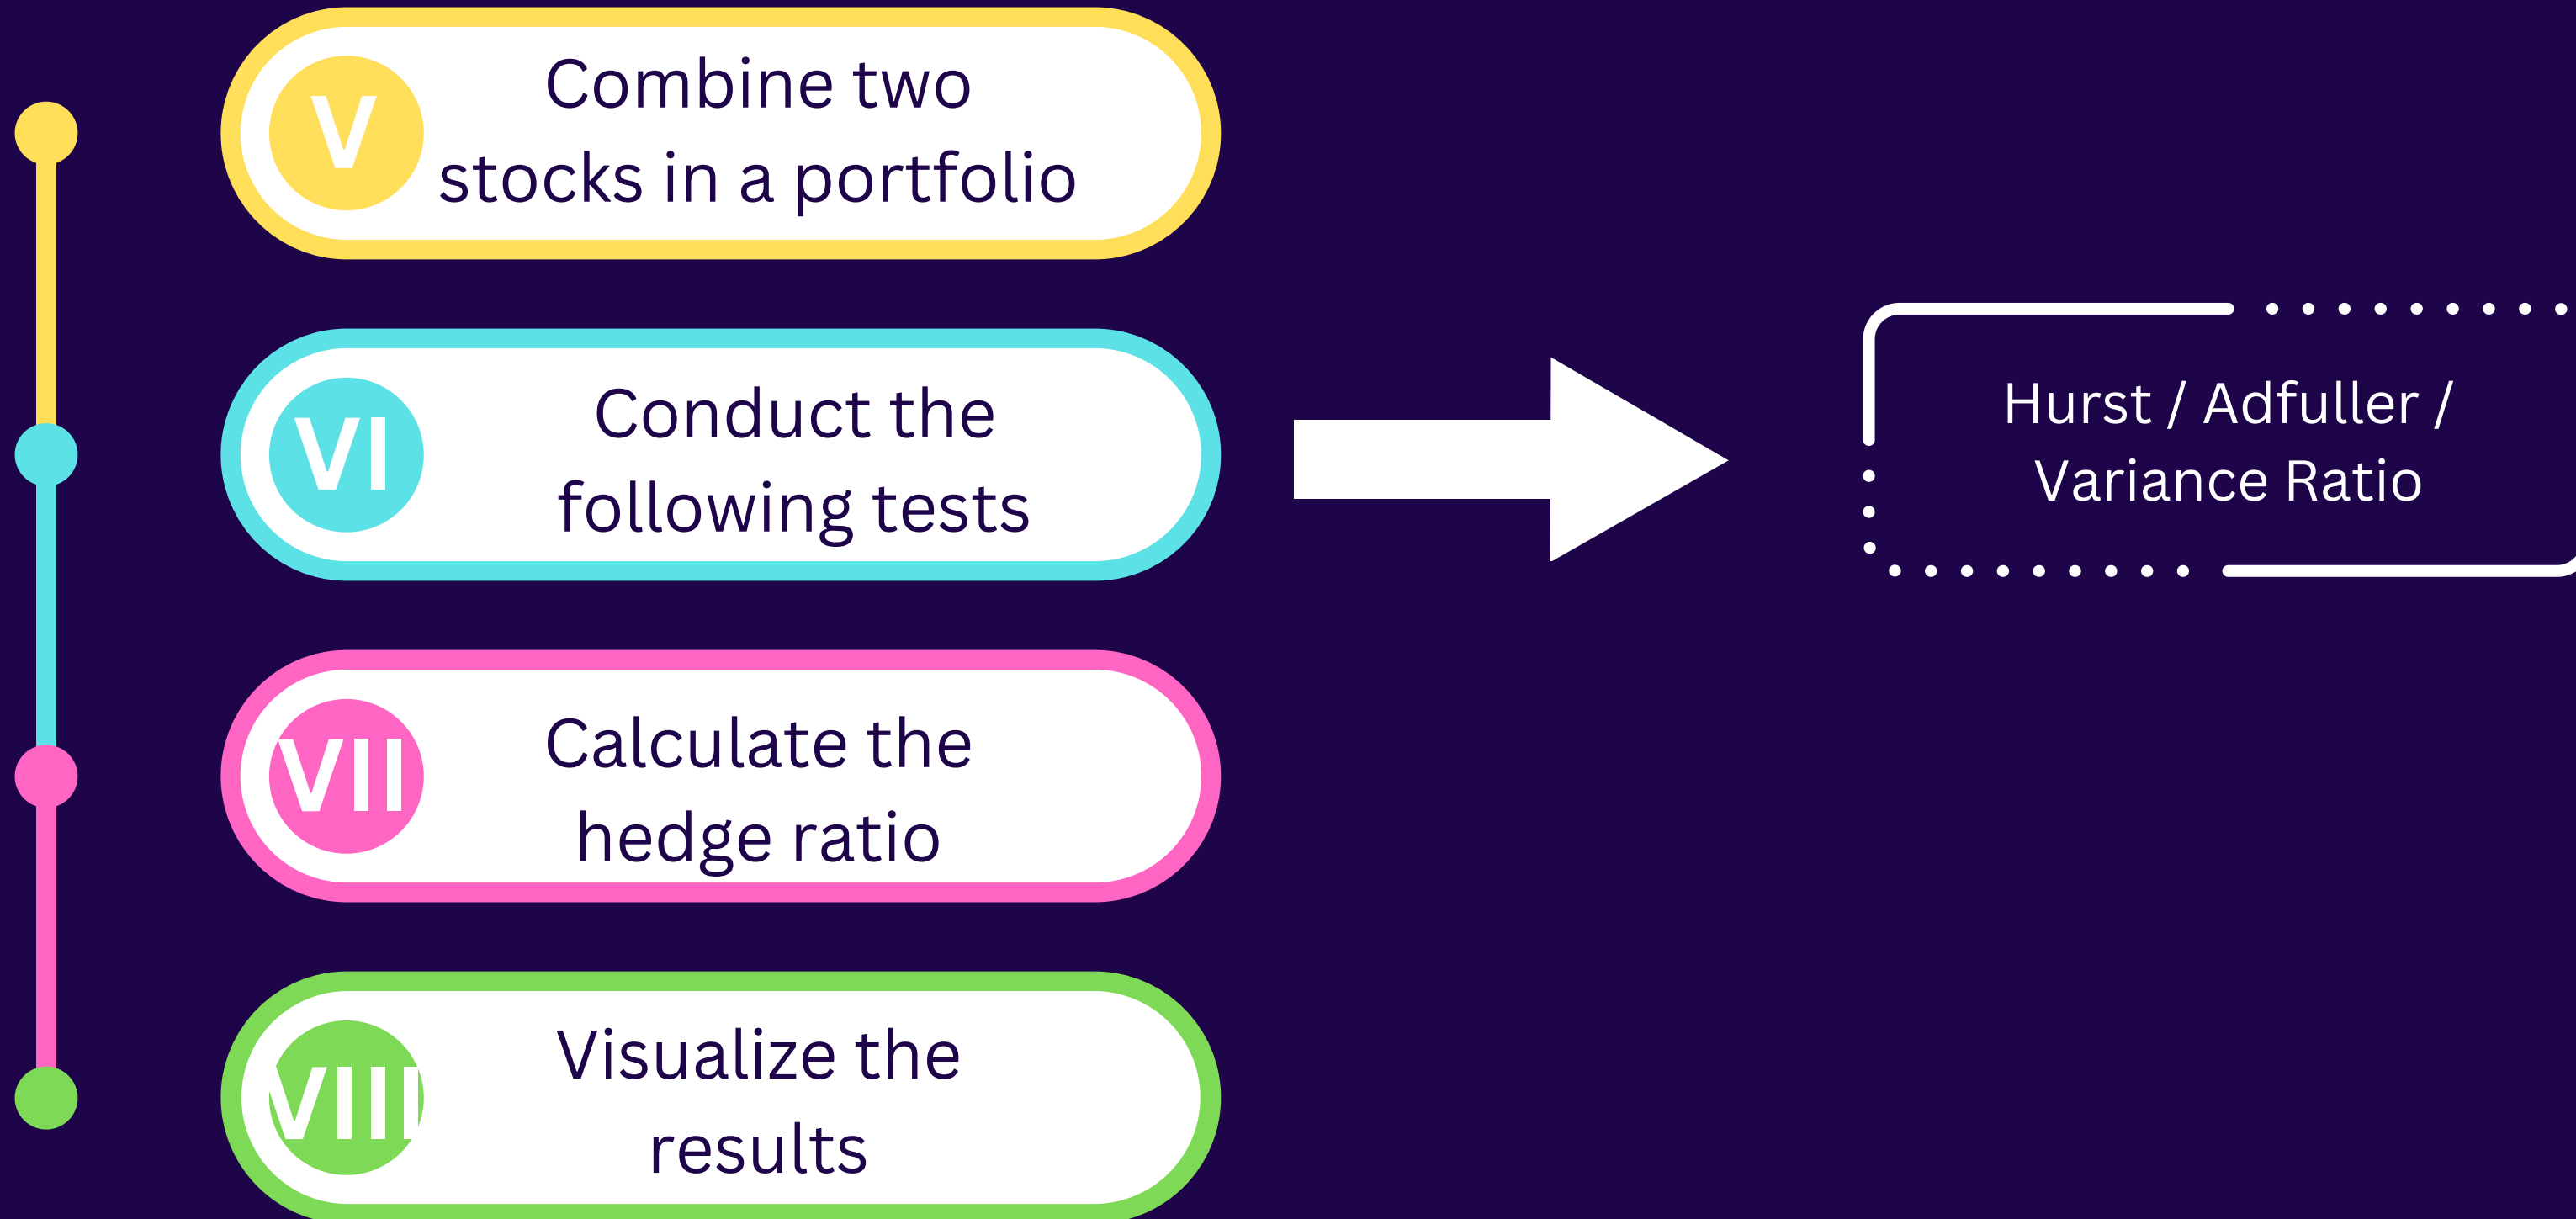 V
Combine two
stocks in a portfolio
VI
Conduct the
following tests
Hurst / Adfuller /
Variance Ratio
VII
Calculate the
hedge ratio
VIII
Visualize the
results